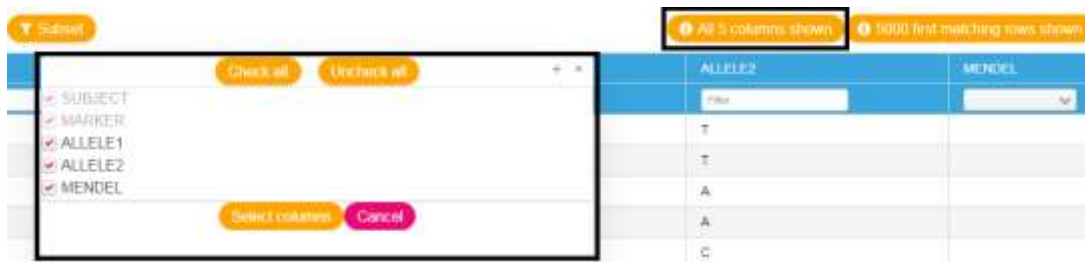 Subset
All 5 columns shown
5000 first matching rows shown
Check all
Uncheck all
+ ×
SUBJECT
MARKER
ALLELE1
ALLELE2
MENDEL
Select columns
Cancel
ALLELE2
MENDEL
Filter
T
T
A
A
C